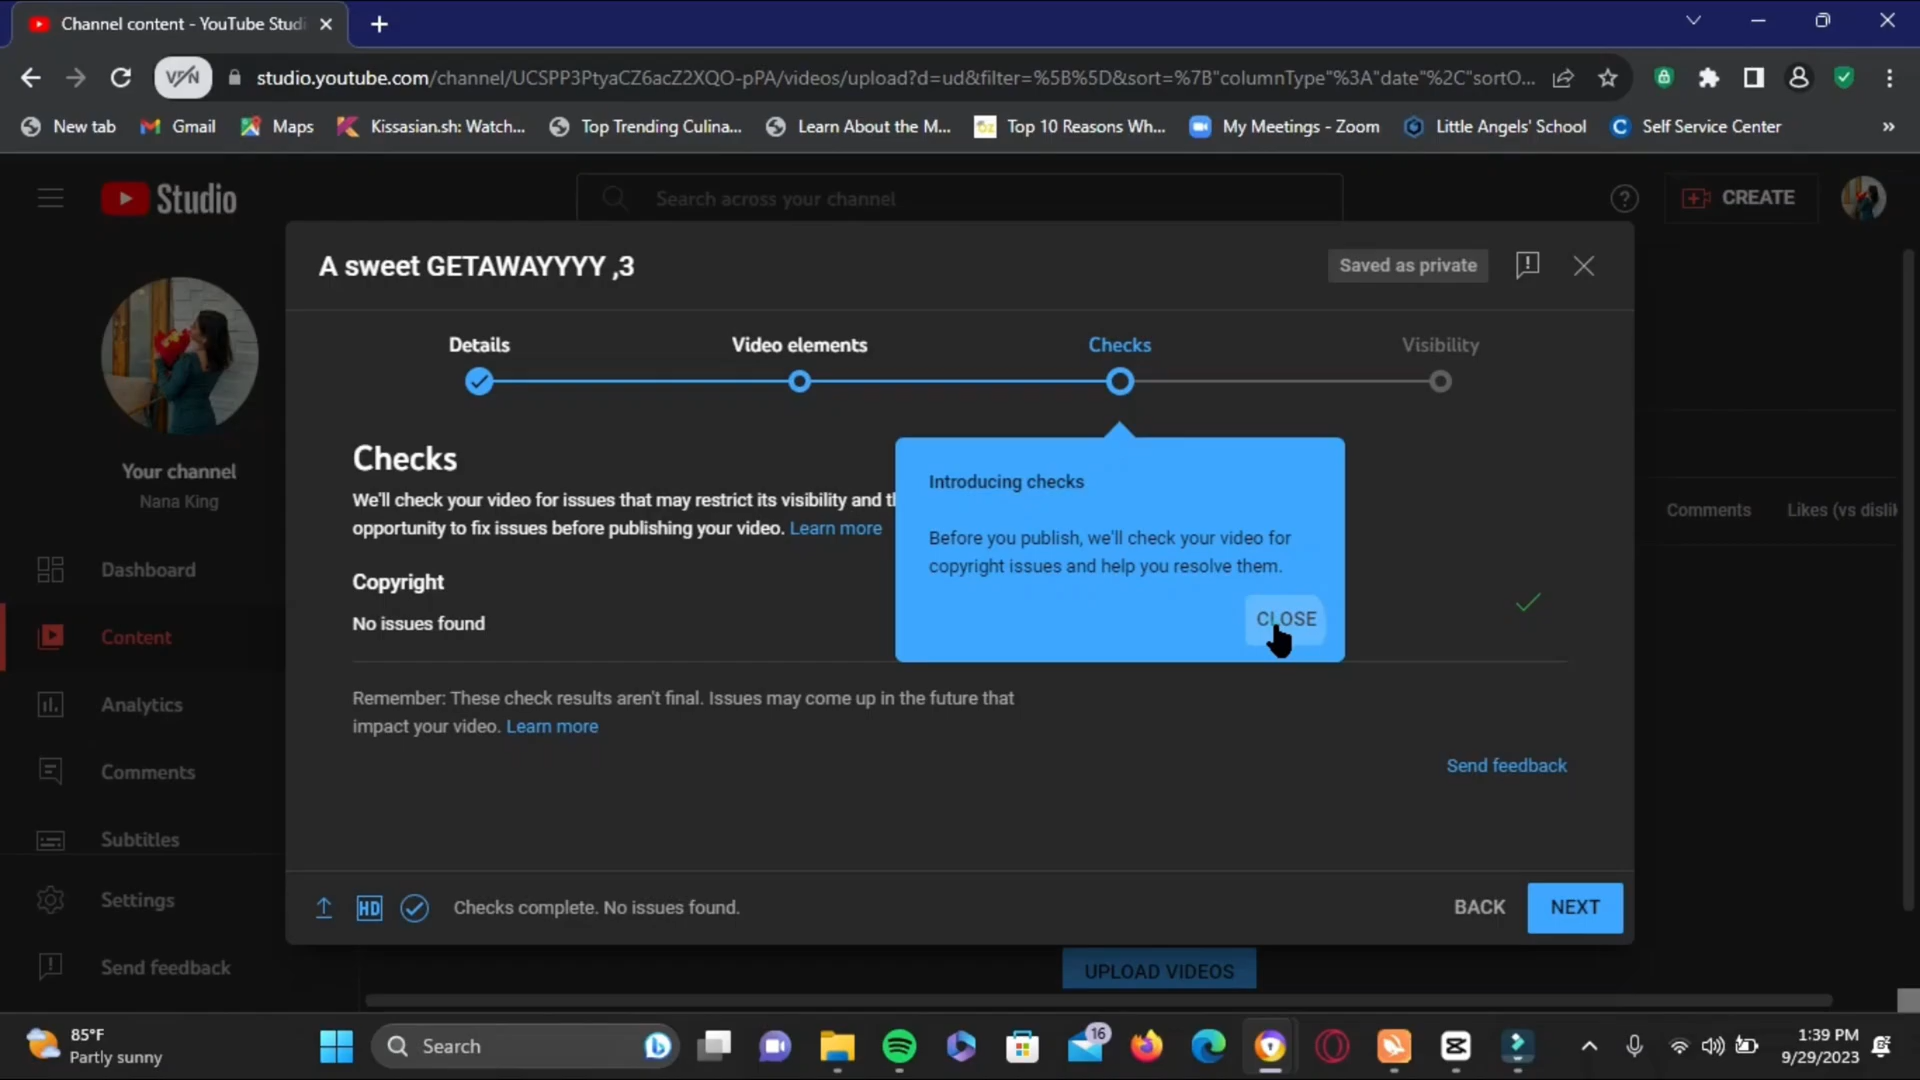 Channel content - YouTube Studi
VPN
studio.youtube.com/channel/UCSPP3PtyaCZ6acZ2XQO-pPA/videos/upload?d=ud&filter=%5B%5D&sort=%7B"columnType"%3A"date"%2C"sortO...
New tab
Gmail
Maps
Kissasian.sh: Watch...
Top Trending Culina...
Learn About the M...
Top 10 Reasons Wh...
My Meetings - Zoom
Little Angels' School
Self Service Center
»
Studio
Search across your channel
CREATE
A sweet GETAWAYYYY ,3
Saved as private
Details
Video elements
Checks
Visibility
Your channel
Nana King
Dashboard
Content
Analytics
Comments
Subtitles
Settings
Send feedback
Checks
We'll check your video for issues that may restrict its visibility and
opportunity to fix issues before publishing your video. Learn more
Copyright
No issues found
Introducing checks
Before you publish, we'll check your video for
copyright issues and help you resolve them.
CLOSE
Comments
Likes (vs dislik
Remember: These check results aren't final. Issues may come up in the future that
impact your video. Learn more
Send feedback
HD
Checks complete. No issues found.
BACK
NEXT
UPLOAD VIDEOS
85°F
Partly sunny
Search
16
1:39 PM
9/29/2023